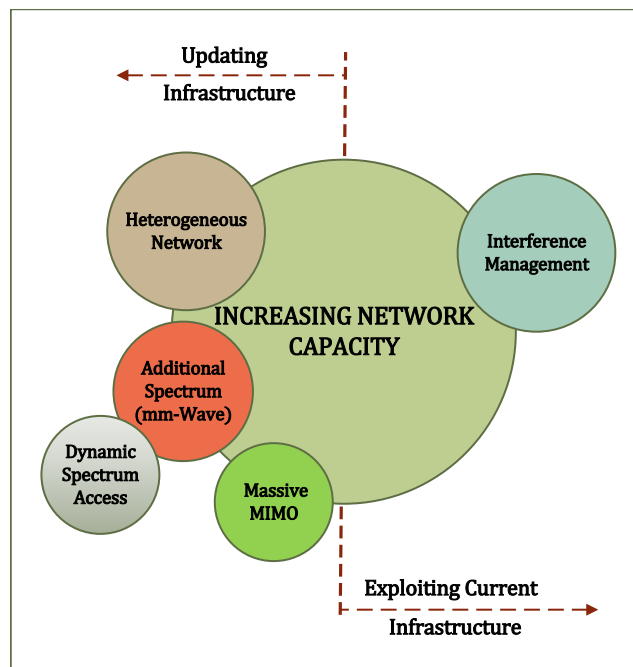 Updating
Infrastructure
Heterogeneous
Network
Interference
Management
INCREASING NETWORK
CAPACITY
Additional
Spectrum
(mm-Wave)
Dynamic
Spectrum
Access
Massive
MIMO
Exploiting Current
Infrastructure